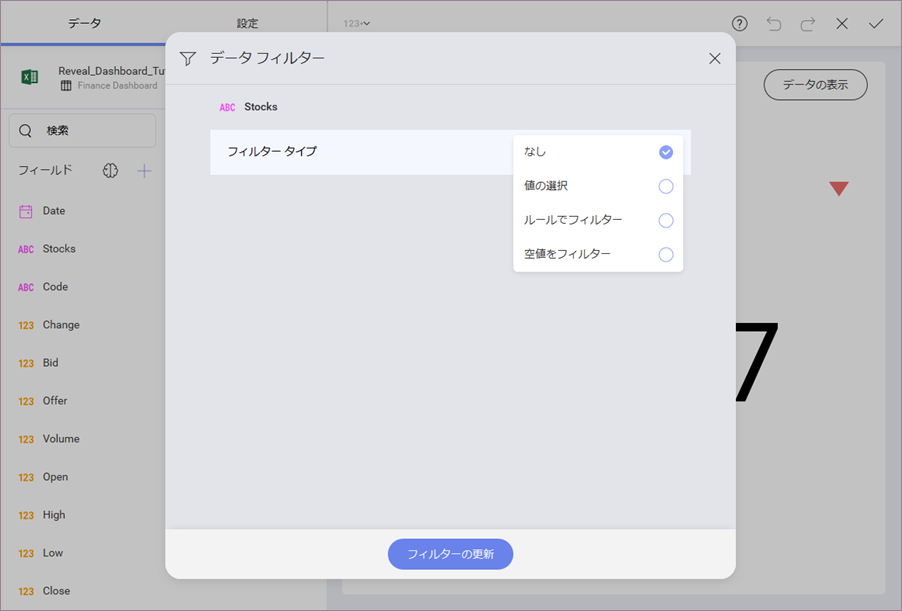 データ
設定
123
Reveal_Dashboard_Tu
Finance Dashboard
検索
フィールド
Date
ABC Stocks
ABC Code
123 Change
123 Bid
123 Offer
123 Volume
123 Open
123 High
123 Low
123 Close
データ フィルター
ABC Stocks
フィルター タイプ
なし
値の選択
ルールでフィルター
空値をフィルター
フィルターの更新
データの表示
7